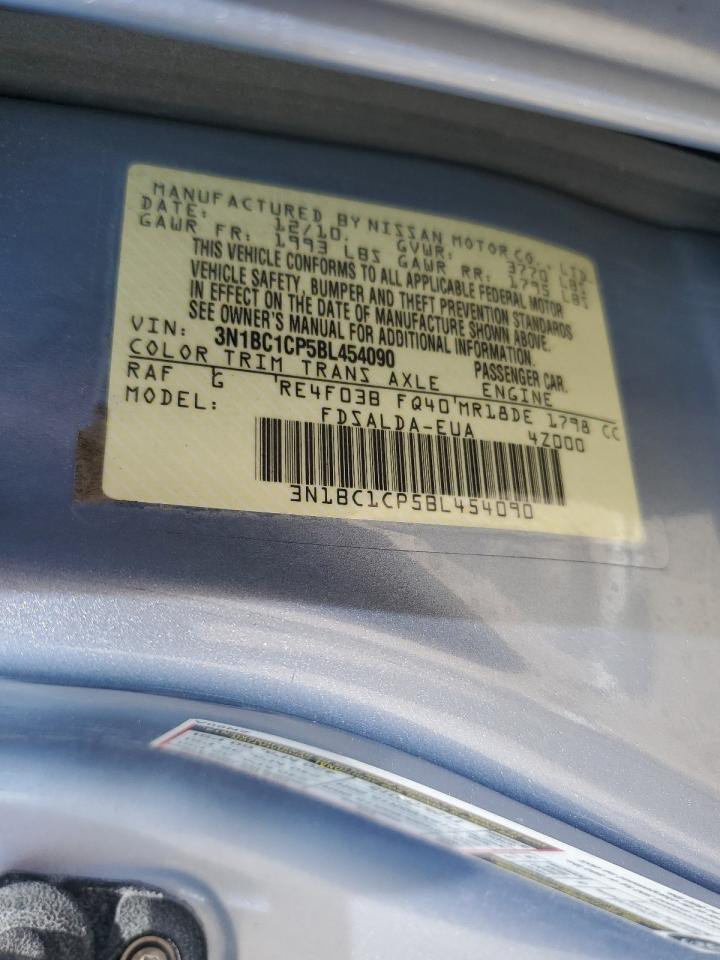 MANUFACTURED BY NISSAN MOTOR CO., LTD.
DATE: 12/10. GVWR: 3770 LBS
GAWR FR: 1993 LBS GAWR RR: 1795 LBS
THIS VEHICLE CONFORMS TO ALL APPLICABLE FEDERAL MOTOR
VEHICLE SAFETY, BUMPER AND THEFT PREVENTION STANDARDS
IN EFFECT ON THE DATE OF MANUFACTURE SHOWN ABOVE.
SEE OWNER'S MANUAL FOR ADDITIONAL INFORMATION.
VIN: 3N1BC1CP5BL454090 PASSENGER CAR.
COLOR TRIM TRANS AXLE ENGINE
RAF G RE4F03B FQ40 MR18DE 1798 CC
MODEL: FDSALDA-EUA 4Z000
3N1BC1CP5BL454090